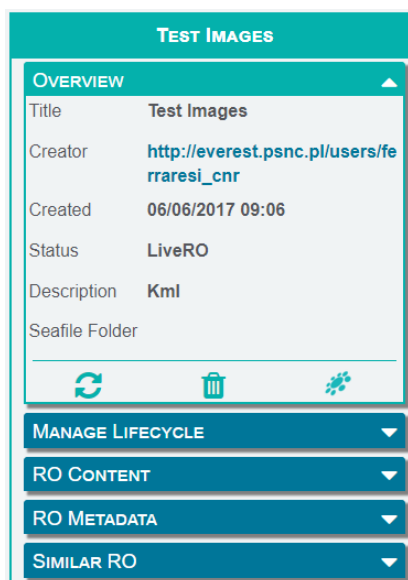 TEST IMAGES
OVERVIEW
Title Test Images
Creator http://everest.psnc.pl/users/fe
rraresi_cnr
Created 06/06/2017 09:06
Status LiveRO
Description Kml
Seafile Folder
MANAGE LIFECYCLE
RO CONTENT
RO METADATA
SIMILAR RO